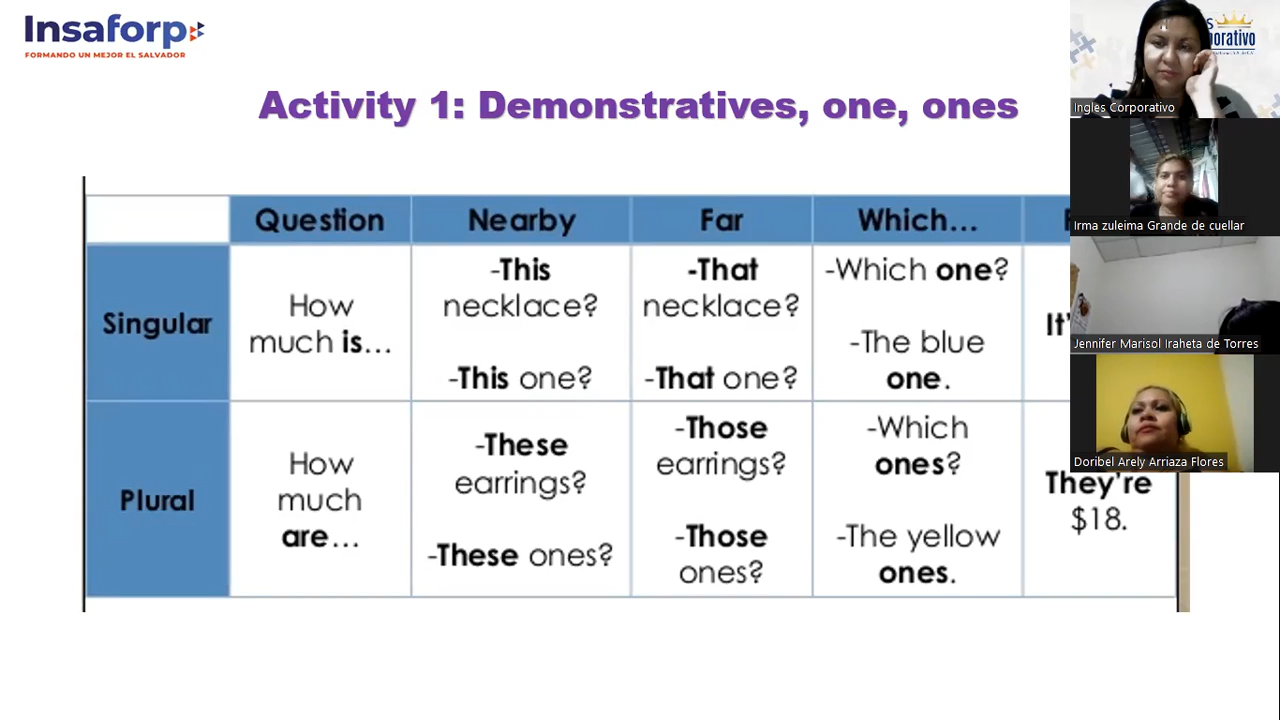 Insaforp
FORMANDO UN MEJOR EL SALVADOR
Activity 1: Demonstratives, one, ones
Question
Nearby
Far
Which...
Singular
How
much is...
-This
necklace?
-This one?
-That
necklace?
-That one?
-Which one?
-The blue
one.
Plural
How
much
are...
-These
earrings?
-These ones?
-Those
earrings?
-Those
ones?
-Which
ones?
-The yellow
ones.
They're
$18.
Ingles Corporativo
Irma zuleima Grande de cuellar
Jennifer Marisol Iraheta de Torres
Doribel Arely Arriaza Flores